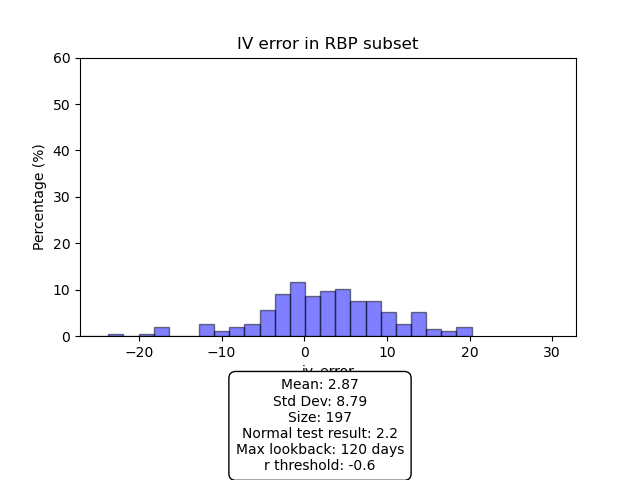 IV error in RBP subset
60
50
40
30
20
10
0
Percentage (%)
−20 −10 0 10 20 30
iv_error
Mean: 2.87
Std Dev: 8.79
Size: 197
Normal test result: 2.2
Max lookback: 120 days
r threshold: -0.6